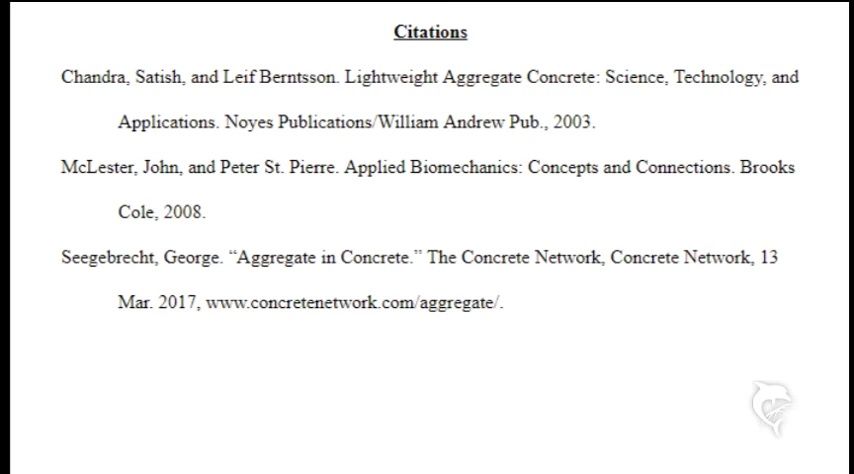 Citations
Chandra, Satish, and Leif Berntsson. Lightweight Aggregate Concrete: Science, Technology, and
Applications. Noyes Publications/William Andrew Pub., 2003.
McLester, John, and Peter St. Pierre. Applied Biomechanics: Concepts and Connections. Brooks
Cole, 2008.
Seegebrecht, George. “Aggregate in Concrete.” The Concrete Network, Concrete Network, 13
Mar. 2017, www.concretenetwork.com/aggregate/.